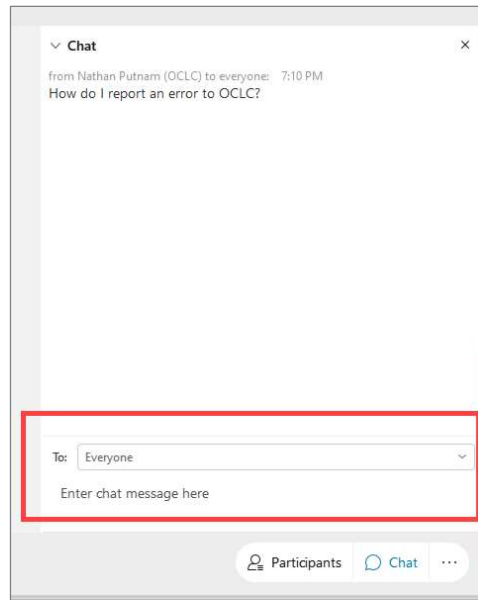 Chat
from Nathan Putnam (OCLC) to everyone: 7:10 PM
How do I report an error to OCLC?
To: Everyone
Enter chat message here
Participants Chat ...